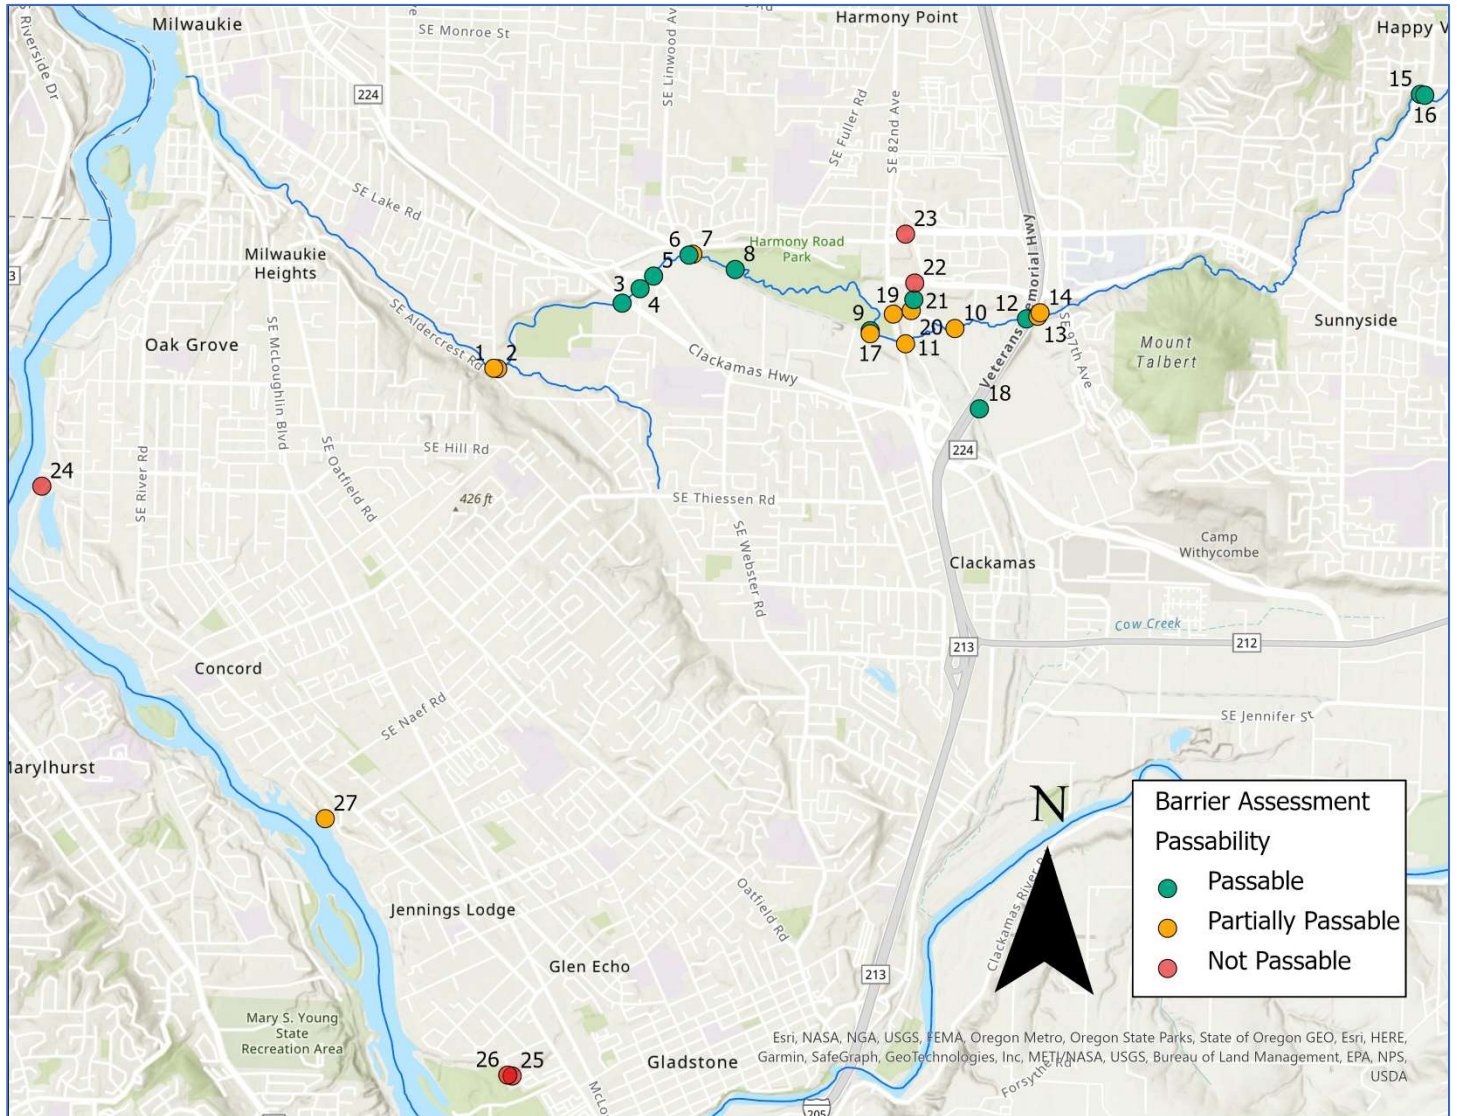 Milwaukie
Harmony Point
Happy V
S Riverside Dr
SE Monroe St
SE Linwood Av
224
SE Fuller Rd
SE 82nd Ave
15
16
SE Lake Rd
23
6
7
Harmony Road
Park
8
5
Milwaukie
Heights
3
4
22
Memorial Hwy
3
19
21
10
12
14
SE Aldercrest Rd
9
20
13
Sunnyside
SE McLoughlin Blvd
Oak Grove
1
2
17
11
Veterans
SE 97th Ave
Mount
Talbert
Clackamas Hwy
18
SE River Rd
SE Oatfield Rd
SE Hill Rd
224
24
426 ft
SE Thiessen Rd
SE Webster Rd
Camp
Withycombe
Clackamas
Cow Creek
213
212
Concord
SE Naef Rd
SE Jennifer St
Marylhurst
27
N
Barrier Assessment
Passability
Passable
Partially Passable
Not Passable
Clackamas River
Oatfield Rd
Jennings Lodge
Glen Echo
213
Mary S. Young
State
Recreation Area
26
25
Gladstone
McLo
Forsythe Rd
205
Esri, NASA, NGA, USGS, FEMA, Oregon Metro, Oregon State Parks, State of Oregon GEO, Esri, HERE,
Garmin, SafeGraph, GeoTechnologies, Inc, METI/NASA, USGS, Bureau of Land Management, EPA, NPS,
USDA